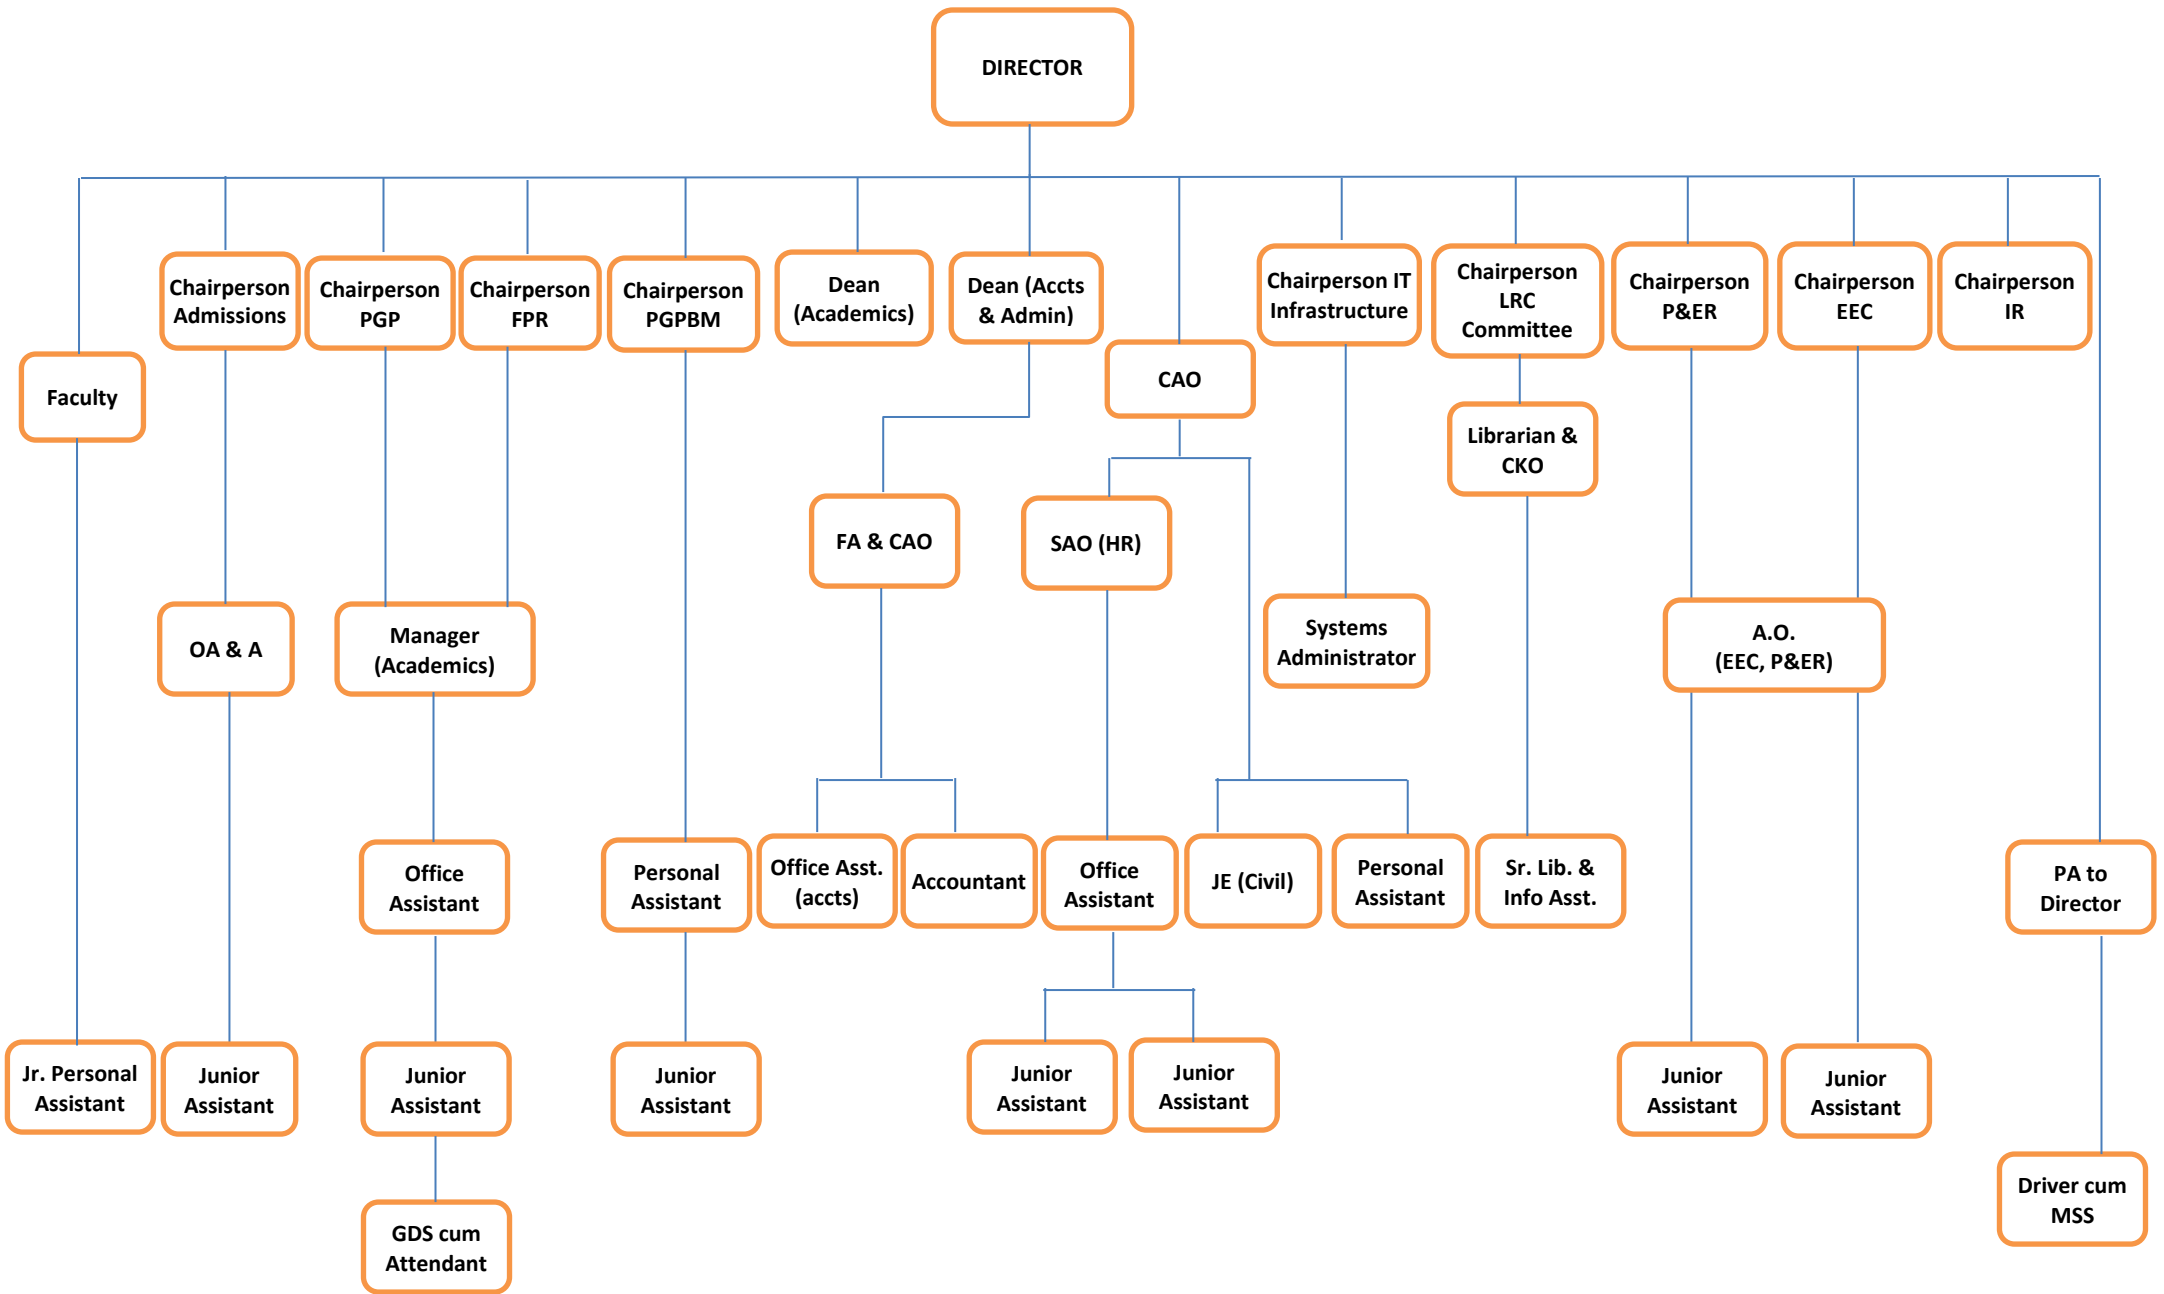 DIRECTOR
Chairperson
Admissions
Chairperson
PGP
Chairperson
FPR
Chairperson
PGPBM
Dean
(Academics)
Dean (Accts
& Admin)
Chairperson IT
Infrastructure
Chairperson
LRC
Committee
Chairperson
P&ER
Chairperson
EEC
Chairperson
IR
Faculty
CAO
Librarian &
CKO
FA & CAO
SAO (HR)
OA & A
Manager
(Academics)
Systems
Administrator
A.O.
(EEC, P&ER)
Office
Assistant
Personal
Assistant
Office Asst.
(accts)
Accountant
Office
Assistant
JE (Civil)
Personal
Assistant
Sr. Lib. &
Info Asst.
PA to
Director
Jr. Personal
Assistant
Junior
Assistant
Junior
Assistant
Junior
Assistant
Junior
Assistant
Junior
Assistant
Junior
Assistant
Junior
Assistant
GDS cum
Attendant
Driver cum
MSS